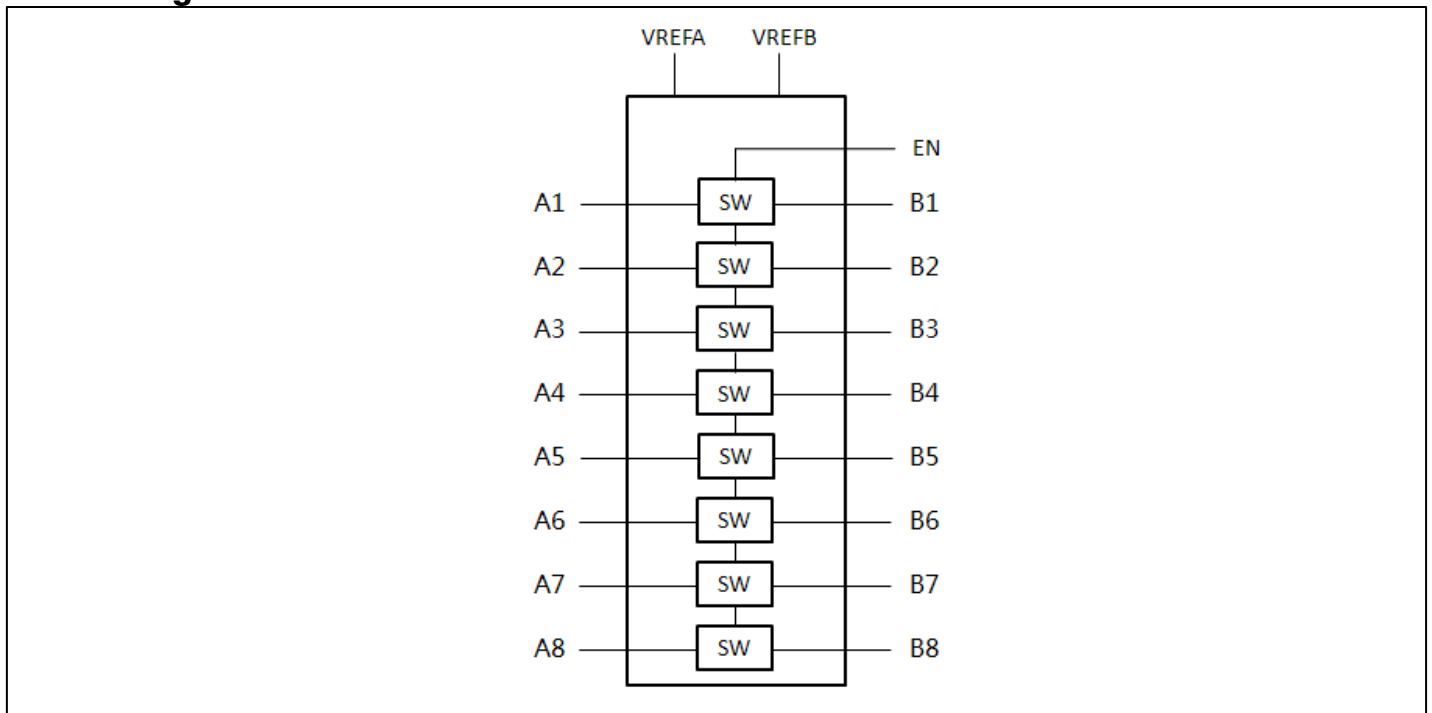 VREFA VREFB
EN
A1 SW B1
A2 SW B2
A3 SW B3
A4 SW B4
A5 SW B5
A6 SW B6
A7 SW B7
A8 SW B8